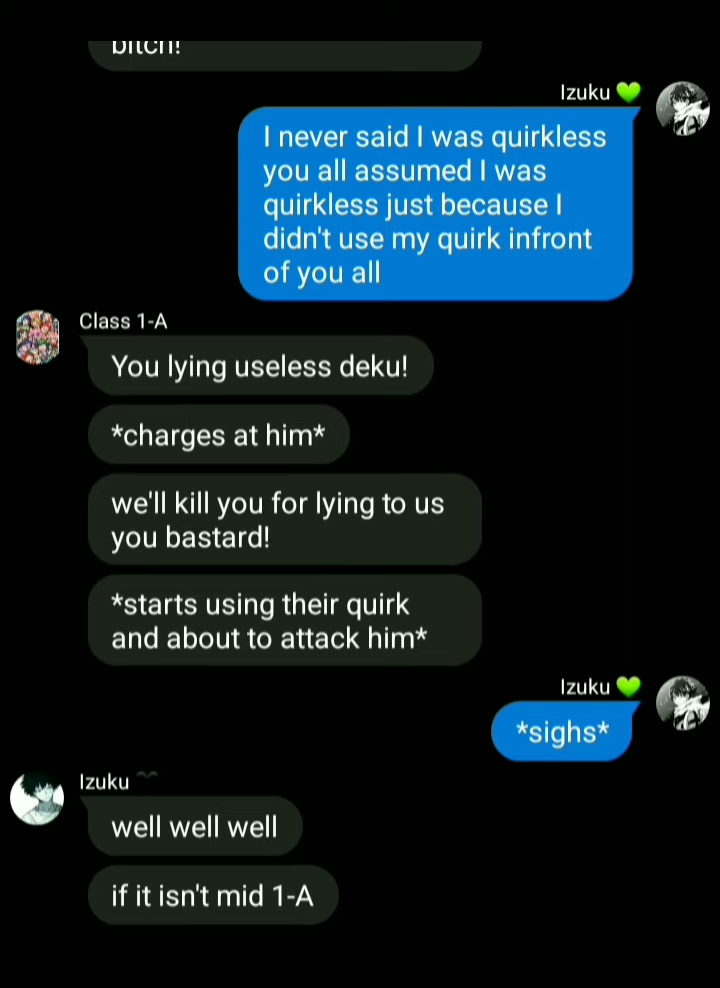 bitch!
Izuku 💚
I never said I was quirkless
you all assumed I was
quirkless just because I
didn't use my quirk infront
of you all
Class 1-A
You lying useless deku!
*charges at him*
we'll kill you for lying to us
you bastard!
*starts using their quirk
and about to attack him*
Izuku 💚
*sighs*
Izuku
well well well
if it isn't mid 1-A